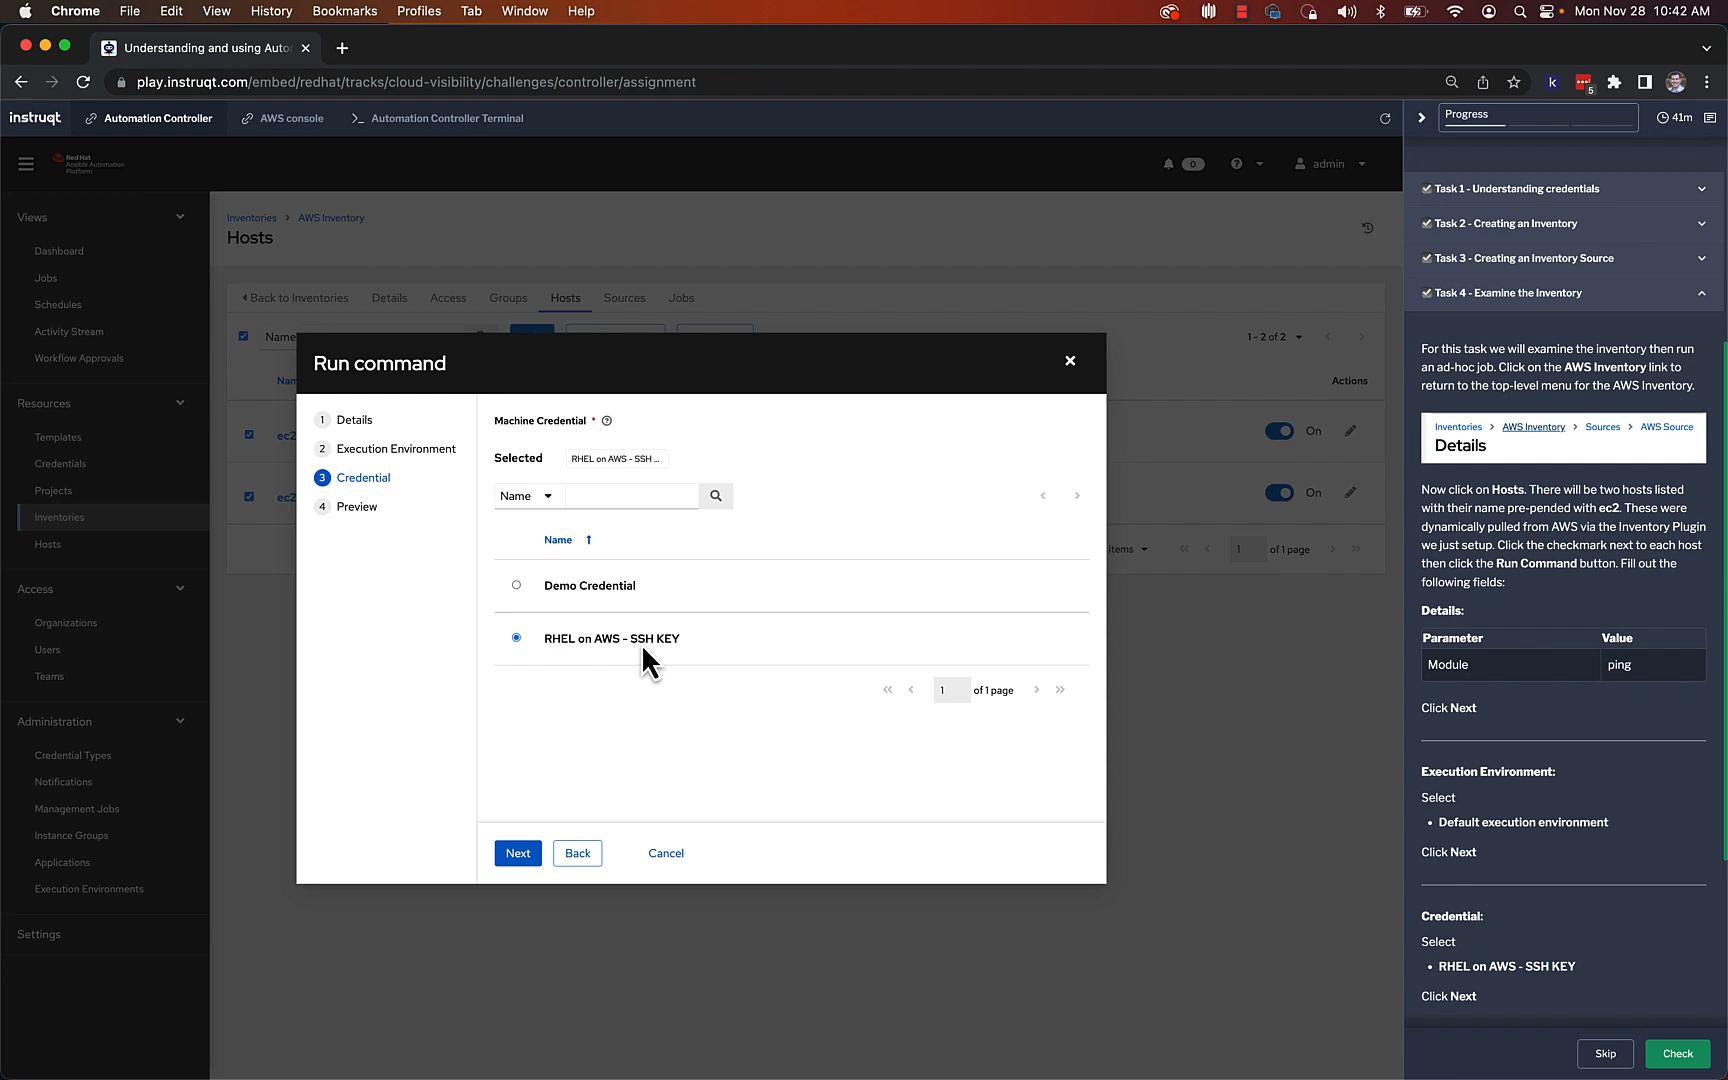 Chrome File Edit View History Bookmarks Profiles Tab Window Help
Mon Nov 28 10:42 AM
Understanding and using Auto
play.instruqt.com/embed/redhat/tracks/cloud-visibility/challenges/controller/assignment
5
instruqt Automation Controller AWS console Automation Controller Terminal
Progress
41m
Red Hat
Ansible Automation
Platform
0
admin
Views
Dashboard
Jobs
Schedules
Activity Stream
Workflow Approvals
Resources
Templates
Credentials
Projects
Inventories
Hosts
Access
Organizations
Users
Teams
Administration
Credential Types
Notifications
Management Jobs
Instance Groups
Applications
Execution Environments
Settings
Inventories > AWS Inventory
Hosts
Back to Inventories Details Access Groups Hosts Sources Jobs
Name
1 - 2 of 2
Nam
Actions
ec2
On
ec2
On
items
1 of 1 page
Run command
1 Details
2 Execution Environment
3 Credential
4 Preview
Machine Credential *
Selected RHEL on AWS - SSH ...
Name
Name
Demo Credential
RHEL on AWS - SSH KEY
1 of 1 page
Next Back Cancel
Task 1 - Understanding credentials
Task 2 - Creating an Inventory
Task 3 - Creating an Inventory Source
Task 4 - Examine the Inventory
For this task we will examine the inventory then run
an ad-hoc job. Click on the AWS Inventory link to
return to the top-level menu for the AWS Inventory.
Inventories > AWS Inventory > Sources > AWS Source
Details
Now click on Hosts. There will be two hosts listed
with their name pre-pended with ec2. These were
dynamically pulled from AWS via the Inventory Plugin
we just setup. Click the checkmark next to each host
then click the Run Command button. Fill out the
following fields:
Details:
Parameter Value
Module ping
Click Next
Execution Environment:
Select
• Default execution environment
Click Next
Credential:
Select
• RHEL on AWS - SSH KEY
Click Next
Skip Check